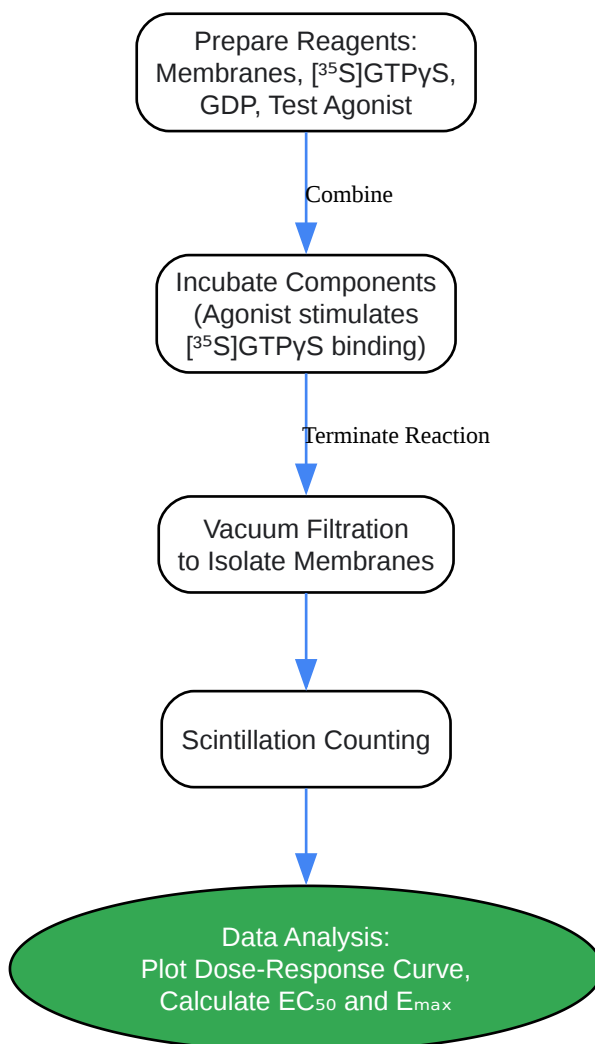 Prepare Reagents:
Membranes, [³⁵S]GTPγS,
GDP, Test Agonist
Combine
Incubate Components
(Agonist stimulates
[³⁵S]GTPγS binding)
Terminate Reaction
Vacuum Filtration
to Isolate Membranes
Scintillation Counting
Data Analysis:
Plot Dose-Response Curve,
Calculate EC₅₀ and Eₘₐₓ